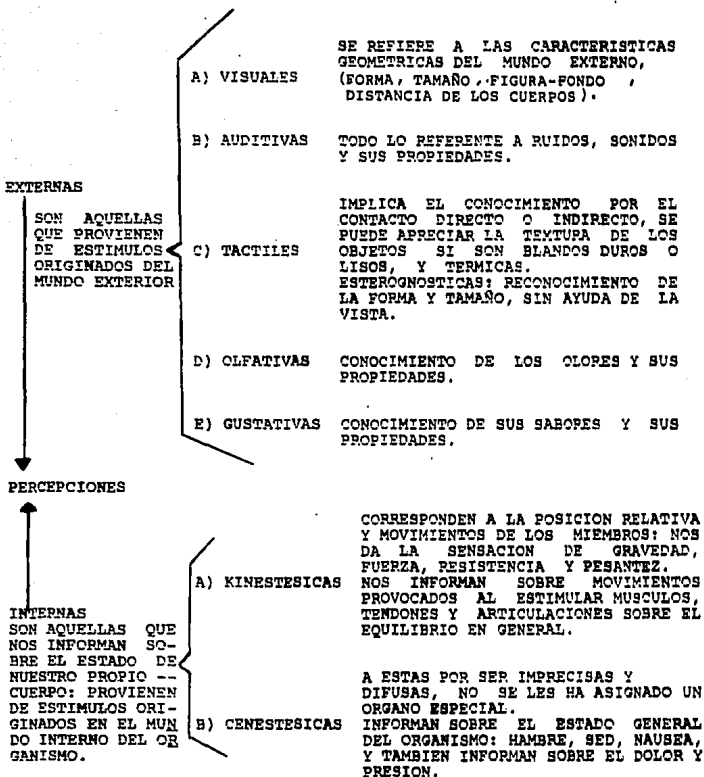 EXTERNAS
SON AQUELLAS
QUE PROVIENEN
DE ESTIMULOS
ORIGINADOS DEL
MUNDO EXTERIOR
A) VISUALES
SE REFIERE A LAS CARACTERISTICAS
GEOMETRICAS DEL MUNDO EXTERNO,
(FORMA, TAMAÑO, FIGURA-FONDO ,
DISTANCIA DE LOS CUERPOS).
B) AUDITIVAS
TODO LO REFERENTE A RUIDOS, SONIDOS
Y SUS PROPIEDADES.
C) TACTILES
IMPLICA EL CONOCIMIENTO POR EL
CONTACTO DIRECTO O INDIRECTO, SE
PUEDE APRECIAR LA TEXTURA DE LOS
OBJETOS SI SON BLANDOS DUROS O
LISOS, Y TERMICAS.
ESTEROGNOSTICAS: RECONOCIMIENTO DE
LA FORMA Y TAMAÑO, SIN AYUDA DE LA
VISTA.
D) OLFATIVAS
CONOCIMIENTO DE LOS OLORES Y SUS
PROPIEDADES.
E) GUSTATIVAS
CONOCIMIENTO DE SUS SABORES Y SUS
PROPIEDADES.
PERCEPCIONES
INTERNAS
SON AQUELLAS QUE
NOS INFORMAN SO-
BRE EL ESTADO DE
NUESTRO PROPIO --
CUERPO: PROVIENEN
DE ESTIMULOS ORI-
GINADOS EN EL MUN
DO INTERNO DEL OR
GANISMO.
A) KINESTESICAS
CORRESPONDEN A LA POSICION RELATIVA
Y MOVIMIENTOS DE LOS MIEMBROS: NOS
DA LA SENSACION DE GRAVEDAD,
FUERZA, RESISTENCIA Y PESANTEZ.
NOS INFORMAN SOBRE MOVIMIENTOS
PROVOCADOS AL ESTIMULAR MUSCULOS,
TENDONES Y ARTICULACIONES SOBRE EL
EQUILIBRIO EN GENERAL.
B) CENESTESICAS
A ESTAS POR SER IMPRECISAS Y
DIFUSAS, NO SE LES HA ASIGNADO UN
ORGANO ESPECIAL.
INFORMAN SOBRE EL ESTADO GENERAL
DEL ORGANISMO: HAMBRE, SED, NAUSEA,
Y TAMBIEN INFORMAN SOBRE EL DOLOR Y
PRESION.